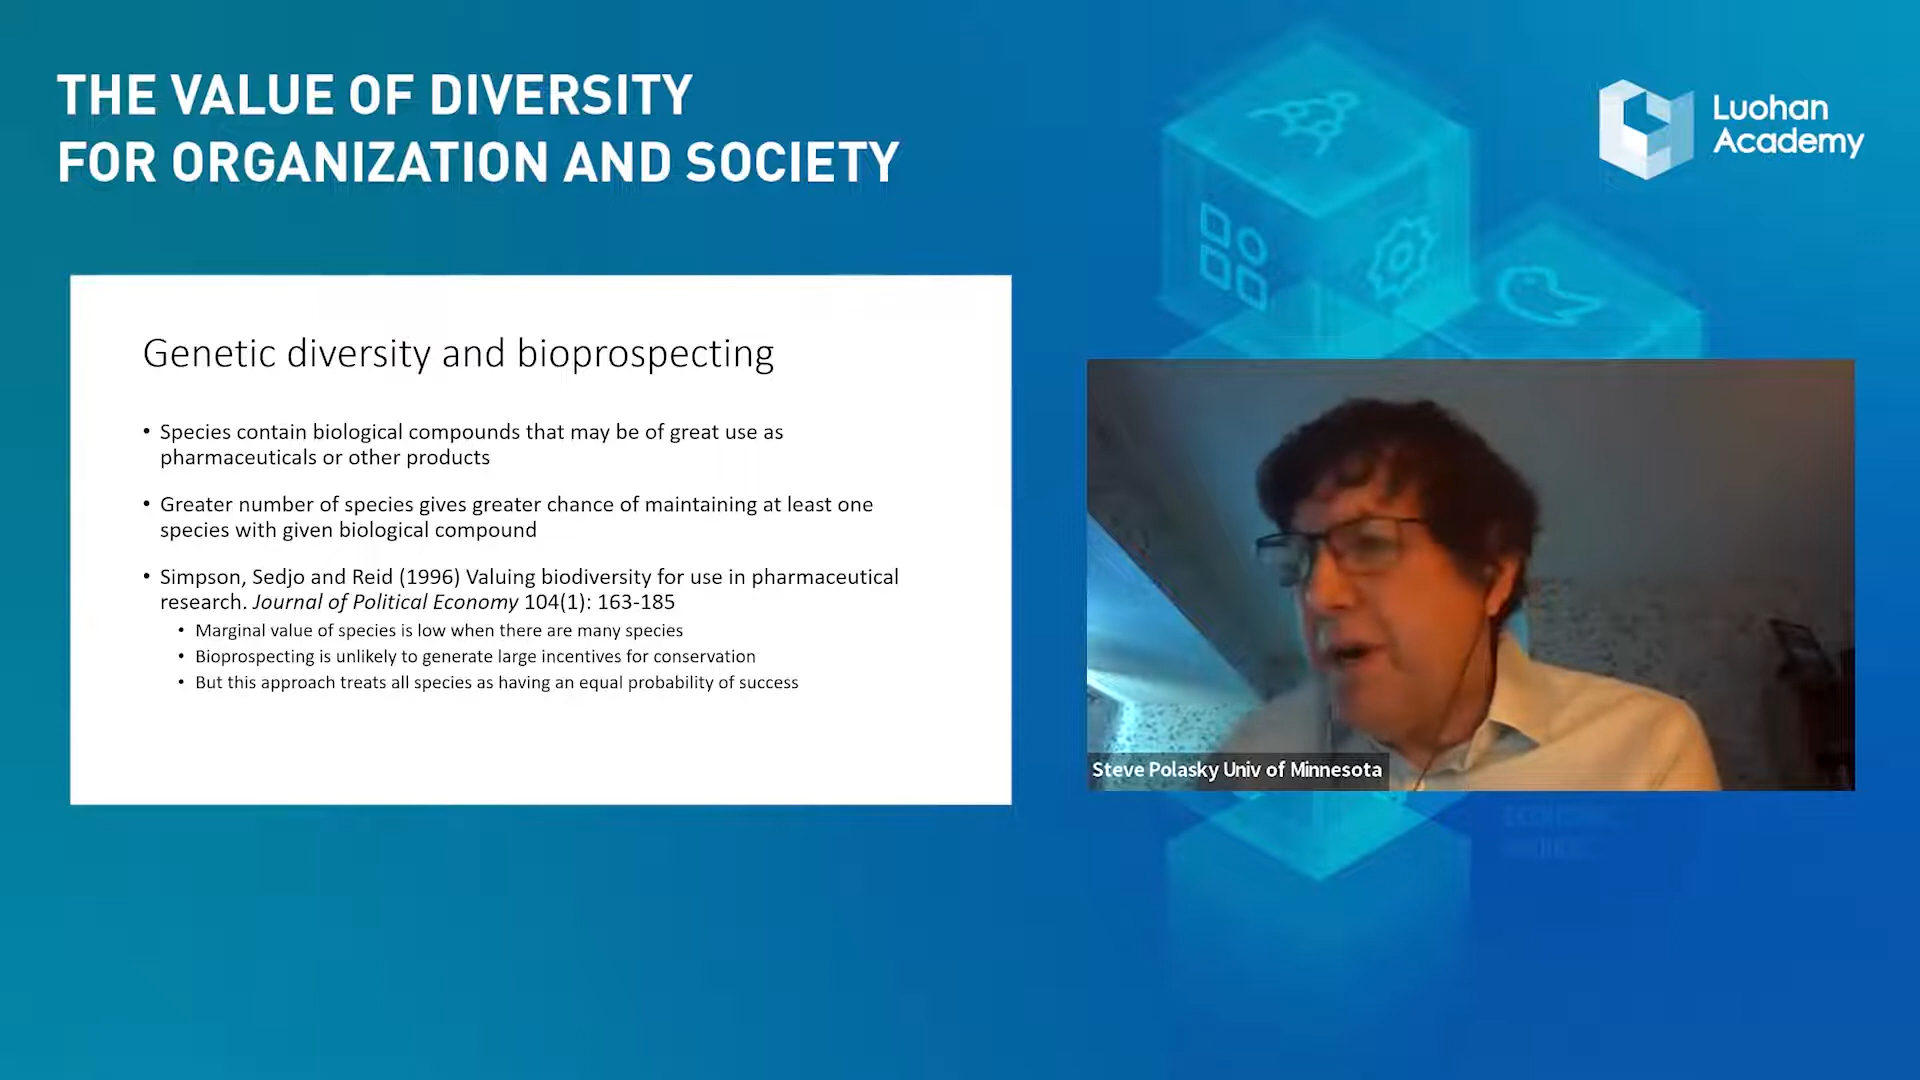 THE VALUE OF DIVERSITY
FOR ORGANIZATION AND SOCIETY
Luohan
Academy
Genetic diversity and bioprospecting
• Species contain biological compounds that may be of great use as
pharmaceuticals or other products
• Greater number of species gives greater chance of maintaining at least one
species with given biological compound
• Simpson, Sedjo and Reid (1996) Valuing biodiversity for use in pharmaceutical
research. Journal of Political Economy 104(1): 163-185
• Marginal value of species is low when there are many species
• Bioprospecting is unlikely to generate large incentives for conservation
• But this approach treats all species as having an equal probability of success
Steve Polasky Univ of Minnesota